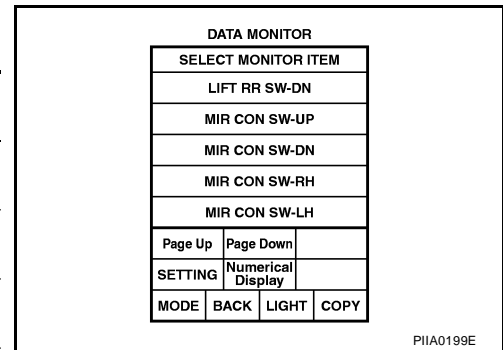 DATA MONITOR
SELECT MONITOR ITEM
LIFT RR SW-DN
MIR CON SW-UP
MIR CON SW-DN
MIR CON SW-RH
MIR CON SW-LH
Page Up Page Down
SETTING Numerical Display
MODE BACK LIGHT COPY
PIIA0199E